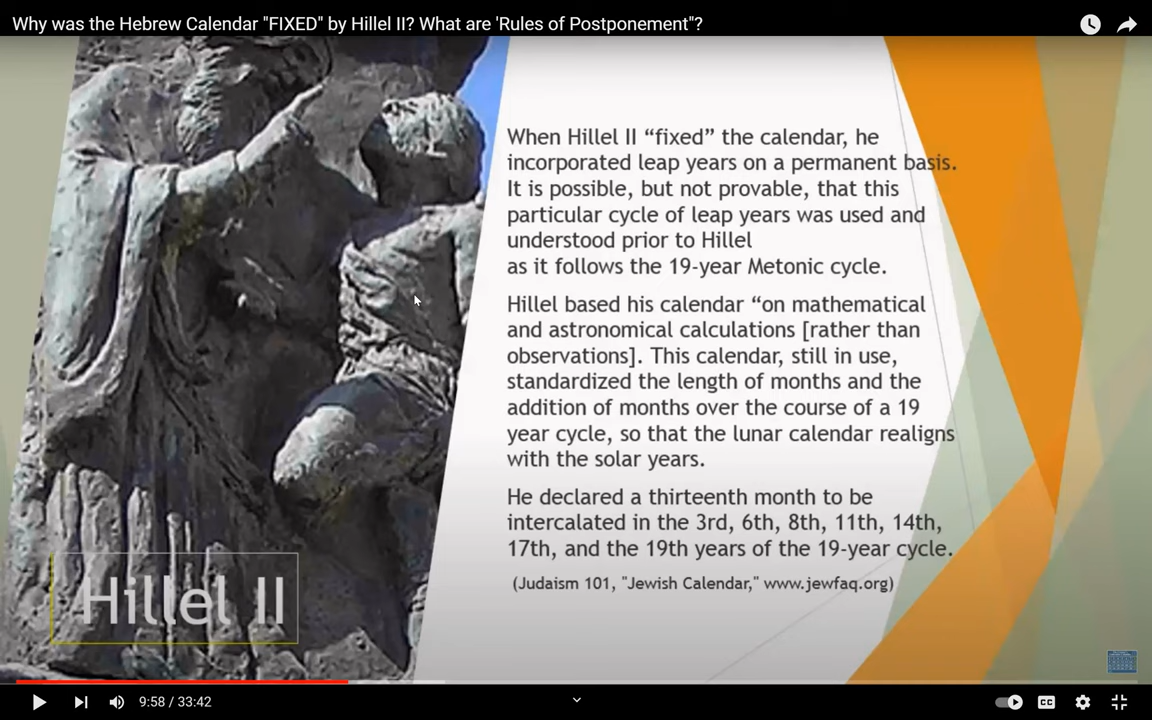 Why was the Hebrew Calendar "FIXED" by Hillel II? What are 'Rules of Postponement"?
When Hillel II “fixed” the calendar, he
incorporated leap years on a permanent basis.
It is possible, but not provable, that this
particular cycle of leap years was used and
understood prior to Hillel
as it follows the 19-year Metonic cycle.
Hillel based his calendar “on mathematical
and astronomical calculations [rather than
observations]. This calendar, still in use,
standardized the length of months and the
addition of months over the course of a 19
year cycle, so that the lunar calendar realigns
with the solar years.
He declared a thirteenth month to be
intercalated in the 3rd, 6th, 8th, 11th, 14th,
17th, and the 19th years of the 19-year cycle.
(Judaism 101, "Jewish Calendar," www.jewfaq.org)
Hillel II
9:58 / 33:42
CC